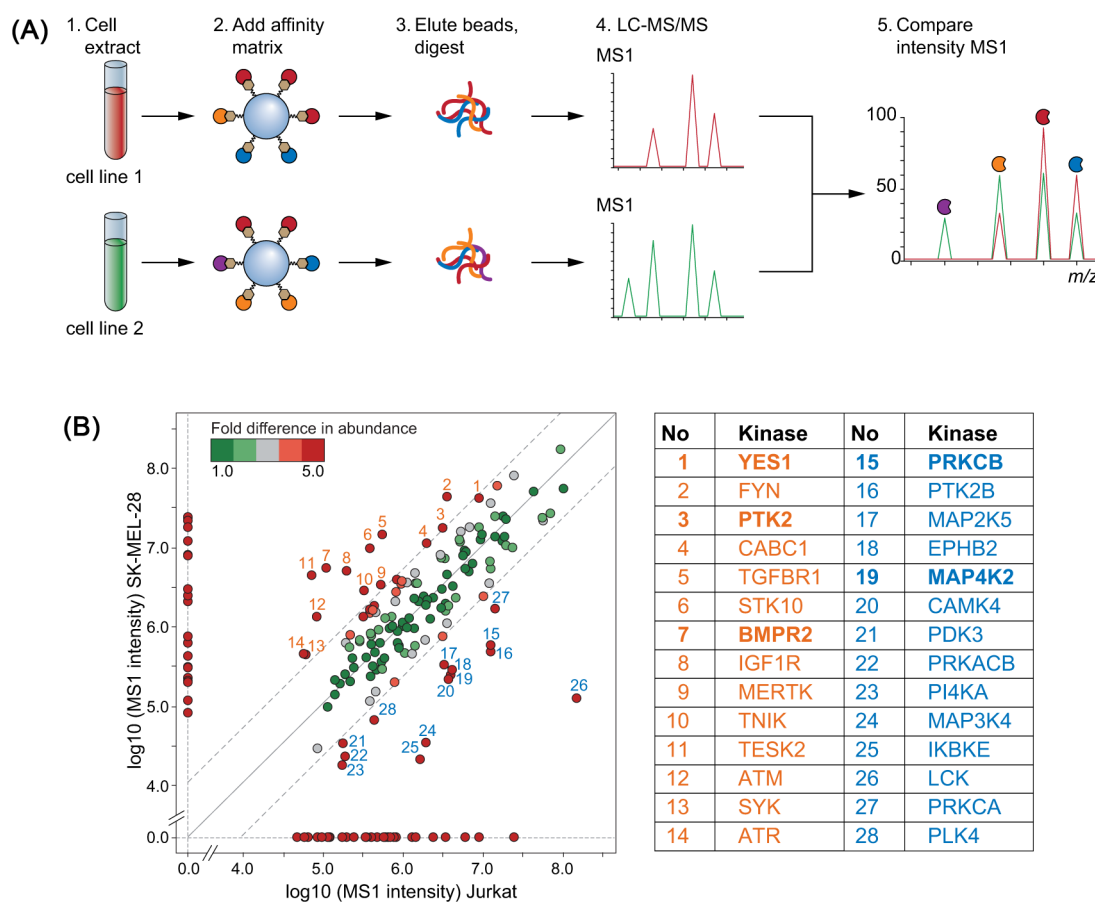 (A)
1. Cell
extract
2. Add affinity
matrix
3. Elute beads,
digest
4. LC-MS/MS
5. Compare
intensity MS1
MS1
100
50
0
m/z
cell line 1
MS1
cell line 2
(B)
Fold difference in abundance
1.0 5.0
log10 (MS1 intensity) SK-MEL-28
8.0
7.0
6.0
5.0
4.0
0.0
0.0 4.0 5.0 6.0 7.0 8.0
log10 (MS1 intensity) Jurkat
1
2
3
4
5
6
7
8
9
10
11
12
13
14
15
16
17
18
19
20
21
22
23
24
25
26
27
28
No Kinase No Kinase
1 YES1 15 PRKCB
2 FYN 16 PTK2B
3 PTK2 17 MAP2K5
4 CABC1 18 EPHB2
5 TGFBR1 19 MAP4K2
6 STK10 20 CAMK4
7 BMPR2 21 PDK3
8 IGF1R 22 PRKACB
9 MERTK 23 PI4KA
10 TNIK 24 MAP3K4
11 TESK2 25 IKBKE
12 ATM 26 LCK
13 SYK 27 PRKCA
14 ATR 28 PLK4